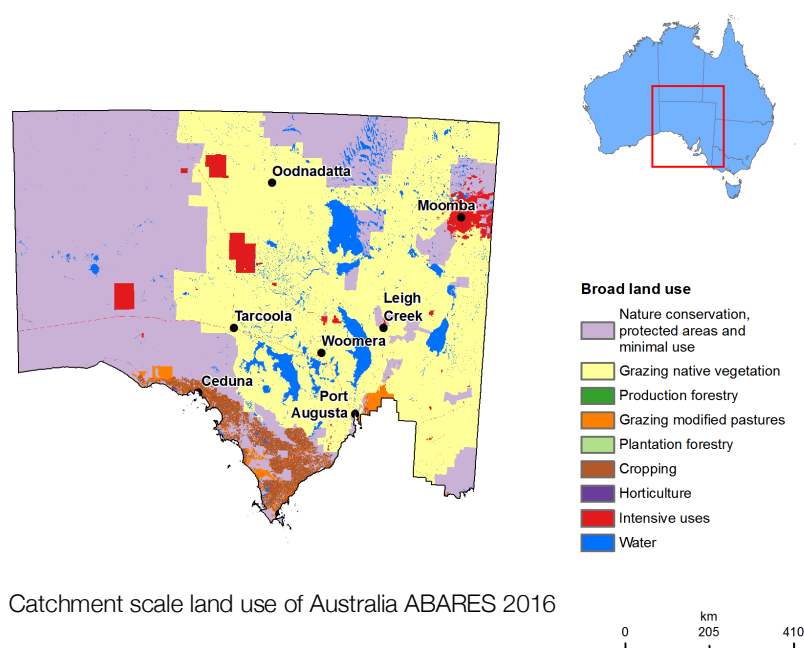 Oodnadatta
Moomba
Leigh
Creek
Tarcoola
Woomera
Ceduna
Port
Augusta
Broad land use
Nature conservation,
protected areas and
minimal use
Grazing native vegetation
Production forestry
Grazing modified pastures
Plantation forestry
Cropping
Horticulture
Intensive uses
Water
Catchment scale land use of Australia ABARES 2016
km
0 205 410